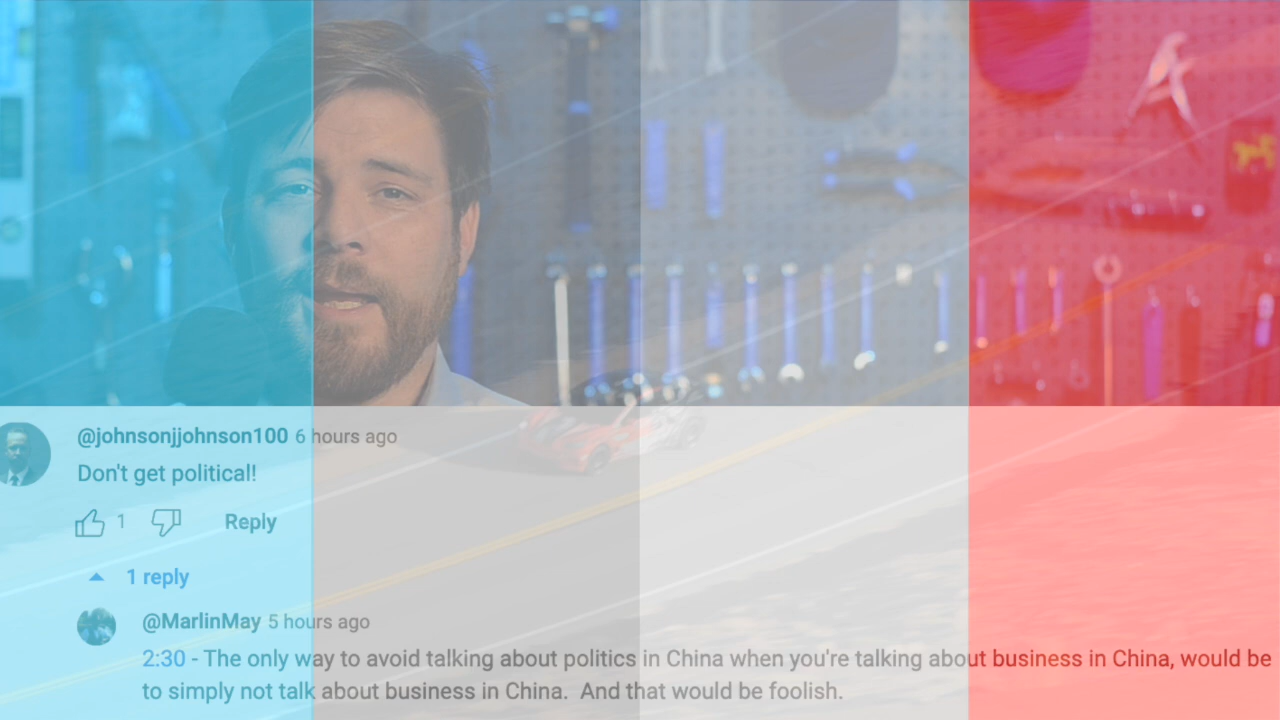 @johnsonjjohnson100 6 hours ago
Don't get political!
1
Reply
1 reply
@MarlinMay 5 hours ago
2:30 - The only way to avoid talking about politics in China when you're talking about business in China, would be
to simply not talk about business in China. And that would be foolish.